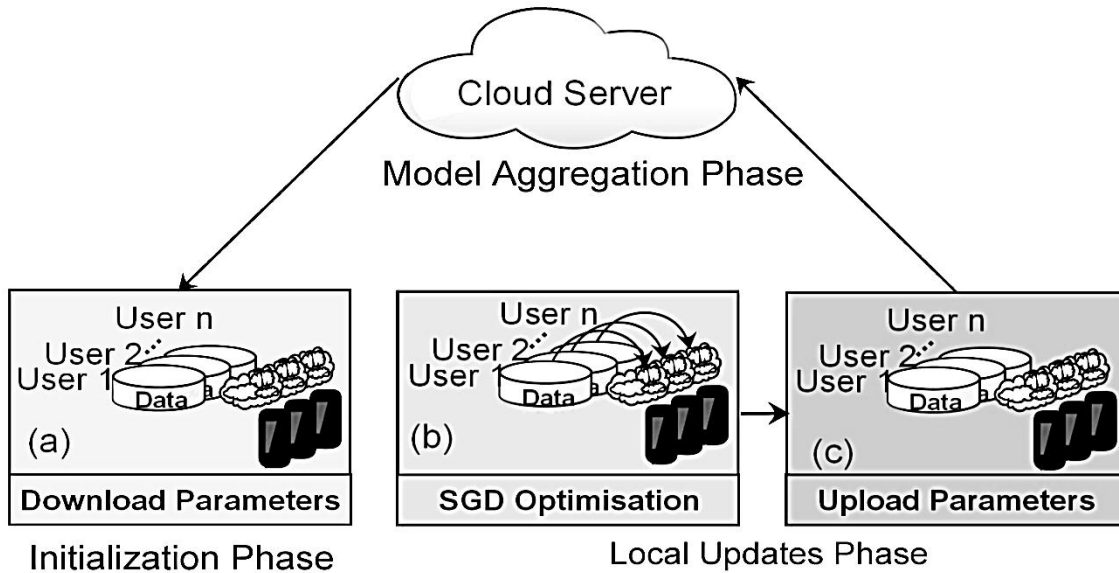 Cloud Server
Model Aggregation Phase
User n
User 2
User 1
Data
(a)
Download Parameters
Initialization Phase
User n
User 2
User 1
Data
(b)
SGD Optimisation
User n
User 2
User 1
Data
(c)
Upload Parameters
Local Updates Phase